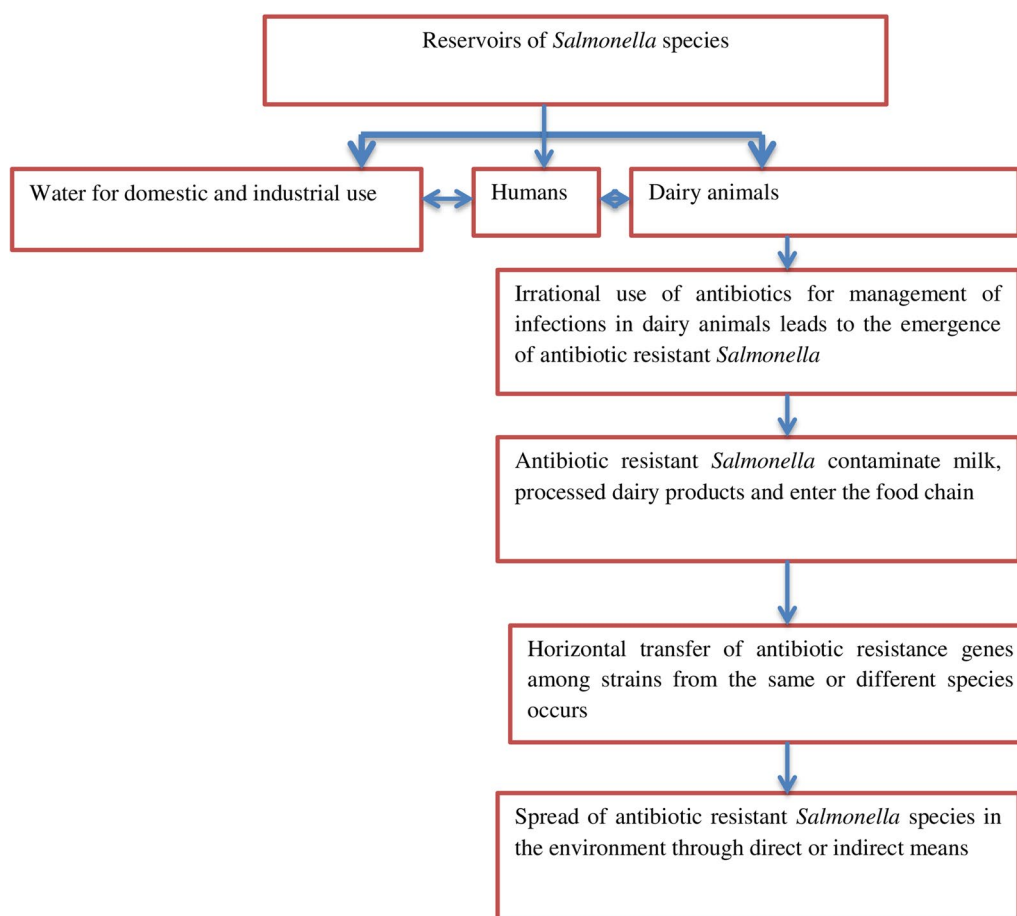 Reservoirs of Salmonella species
Water for domestic and industrial use
Humans
Dairy animals
Irrational use of antibiotics for management of
infections in dairy animals leads to the emergence
of antibiotic resistant Salmonella
Antibiotic resistant Salmonella contaminate milk,
processed dairy products and enter the food chain
Horizontal transfer of antibiotic resistance genes
among strains from the same or different species
occurs
Spread of antibiotic resistant Salmonella species in
the environment through direct or indirect means